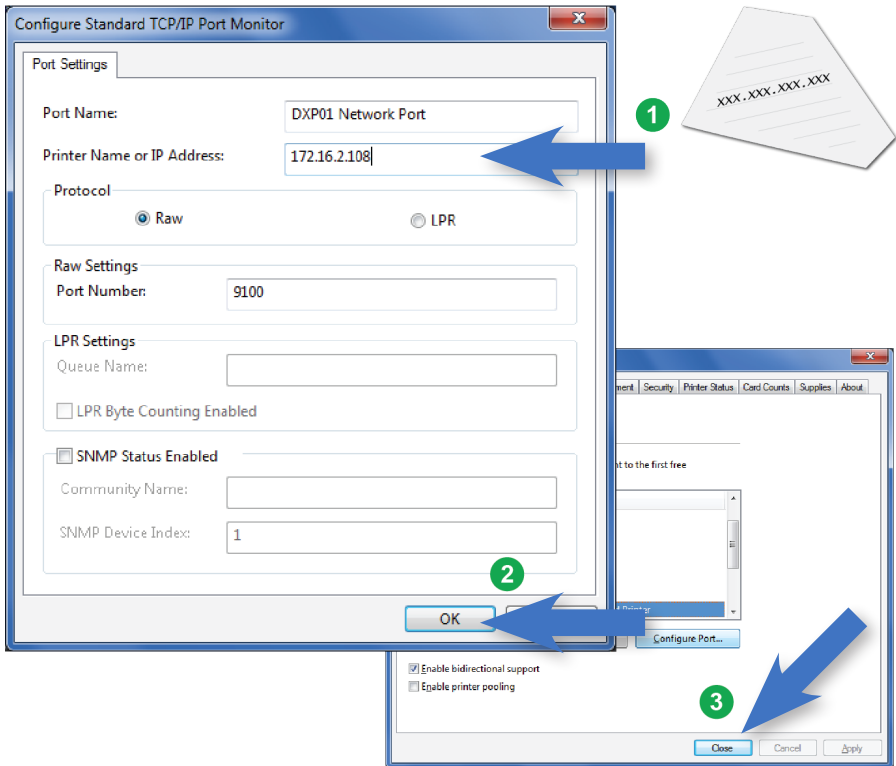 Configure Standard TCP/IP Port Monitor
x
Port Settings
Port Name: DXP01 Network Port
1
xxx.xxx.xxx.xxx
Printer Name or IP Address: 172.16.2.108
Protocol
Raw LPR
Raw Settings
Port Number: 9100
LPR Settings
Queue Name:
LPR Byte Counting Enabled
SNMP Status Enabled
Community Name:
SNMP Device Index: 1
2
OK
x
Security Printer Status Card Counts Supplies About
to the first free
Printer
Configure Port...
Enable bidirectional support
Enable printer pooling
3
Close Cancel Apply